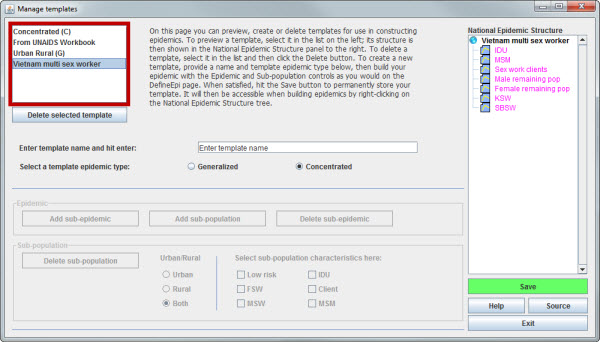 Manage templates
Concentrated (C)
From UNAIDS Workbook
Urban Rural (G)
Vietnam multi sex worker
Delete selected template
On this page you can preview, create or delete templates for use in constructing
epidemics. To preview a template, select it in the list on the left; its structure is
then shown in the National Epidemic Structure panel to the right. To delete a
template, select it in the list and then click the Delete button. To create a new
template, provide a name and template epidemic type below, then build your
epidemic with the Epidemic and Sub-population controls as you would on the
DefineEpi page. When satisfied, hit the Save button to permanently store your
template. It will then be accessible when building epidemics by right-clicking on
the National Epidemic Structure tree.
National Epidemic Structure
Vietnam multi sex worker
IDU
MSM
Sex work clients
Male remaining pop
Female remaining pop
KSW
SBSW
Enter template name and hit enter:
Enter template name
Select a template epidemic type:
Generalized
Concentrated
Epidemic
Add sub-epidemic
Add sub-population
Delete sub-epidemic
Sub-population
Delete sub-population
Urban/Rural
Urban
Rural
Both
Select sub-population characteristics here:
Low risk
IDU
FSW
Client
MSW
MSM
Save
Help
Source
Exit